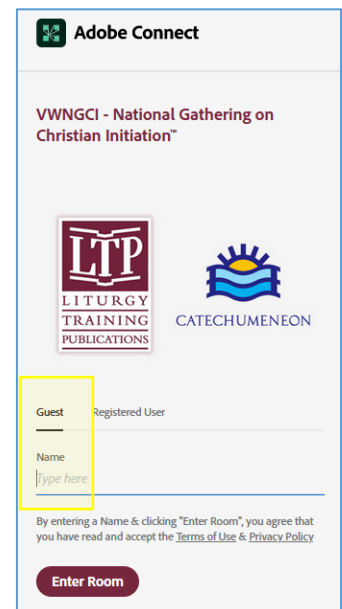 Adobe Connect
VWNGCI - National Gathering on
Christian Initiation™
LTP
LITURGY
TRAINING
PUBLICATIONS
CATECHUMENEON
Guest Registered User
Name
Type here
By entering a Name & clicking "Enter Room", you agree that
you have read and accept the Terms of Use & Privacy Policy
Enter Room